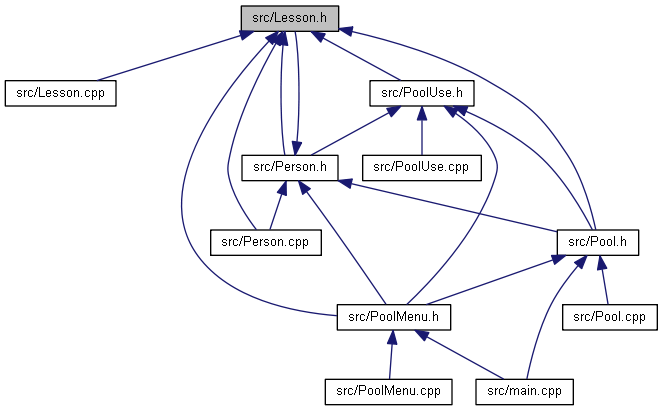 src/Lesson.h
src/Lesson.cpp
src/PoolUse.h
src/Person.h
src/PoolUse.cpp
src/Person.cpp
src/Pool.h
src/PoolMenu.h
src/Pool.cpp
src/PoolMenu.cpp
src/main.cpp